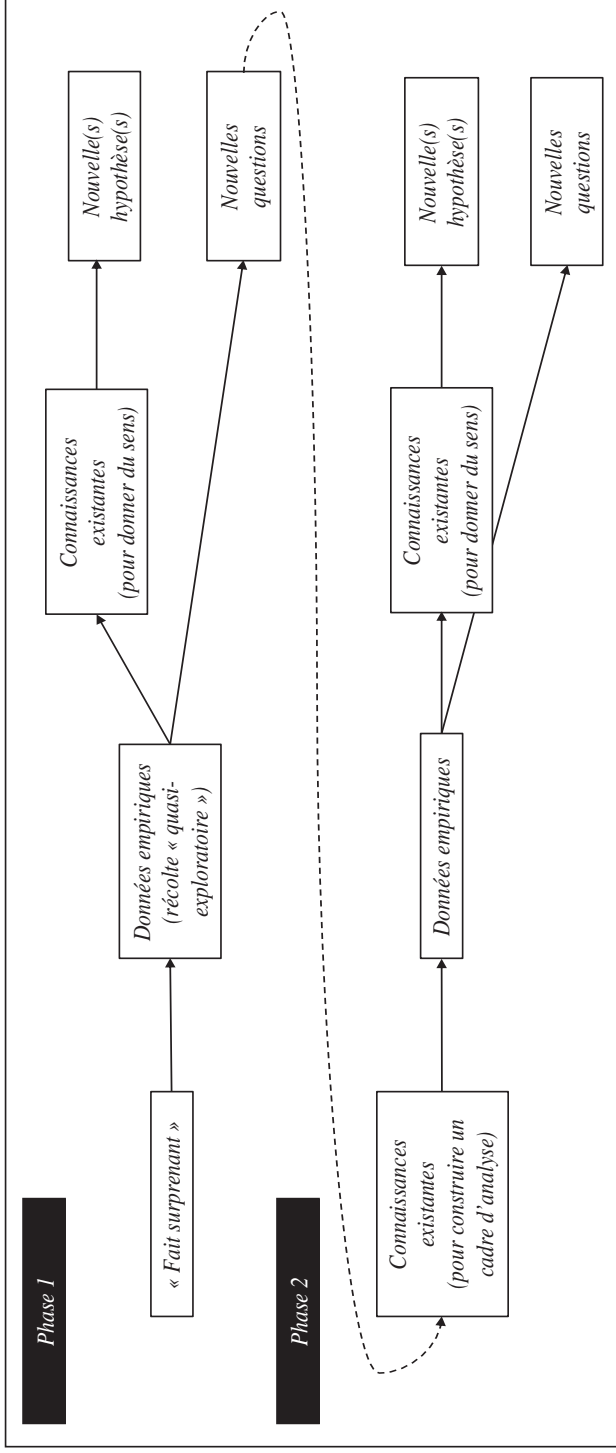 Phase 1
« Fait surprenant »
Données empiriques
(récolte « quasi-
exploratoire »)
Connaissances
existantes
(pour donner du sens)
Nouvelle(s)
hypothèse(s)
Nouvelles
questions
Phase 2
Connaissances
existantes
(pour construire un
cadre d'analyse)
Données empiriques
Connaissances
existantes
(pour donner du sens)
Nouvelle(s)
hypothèse(s)
Nouvelles
questions